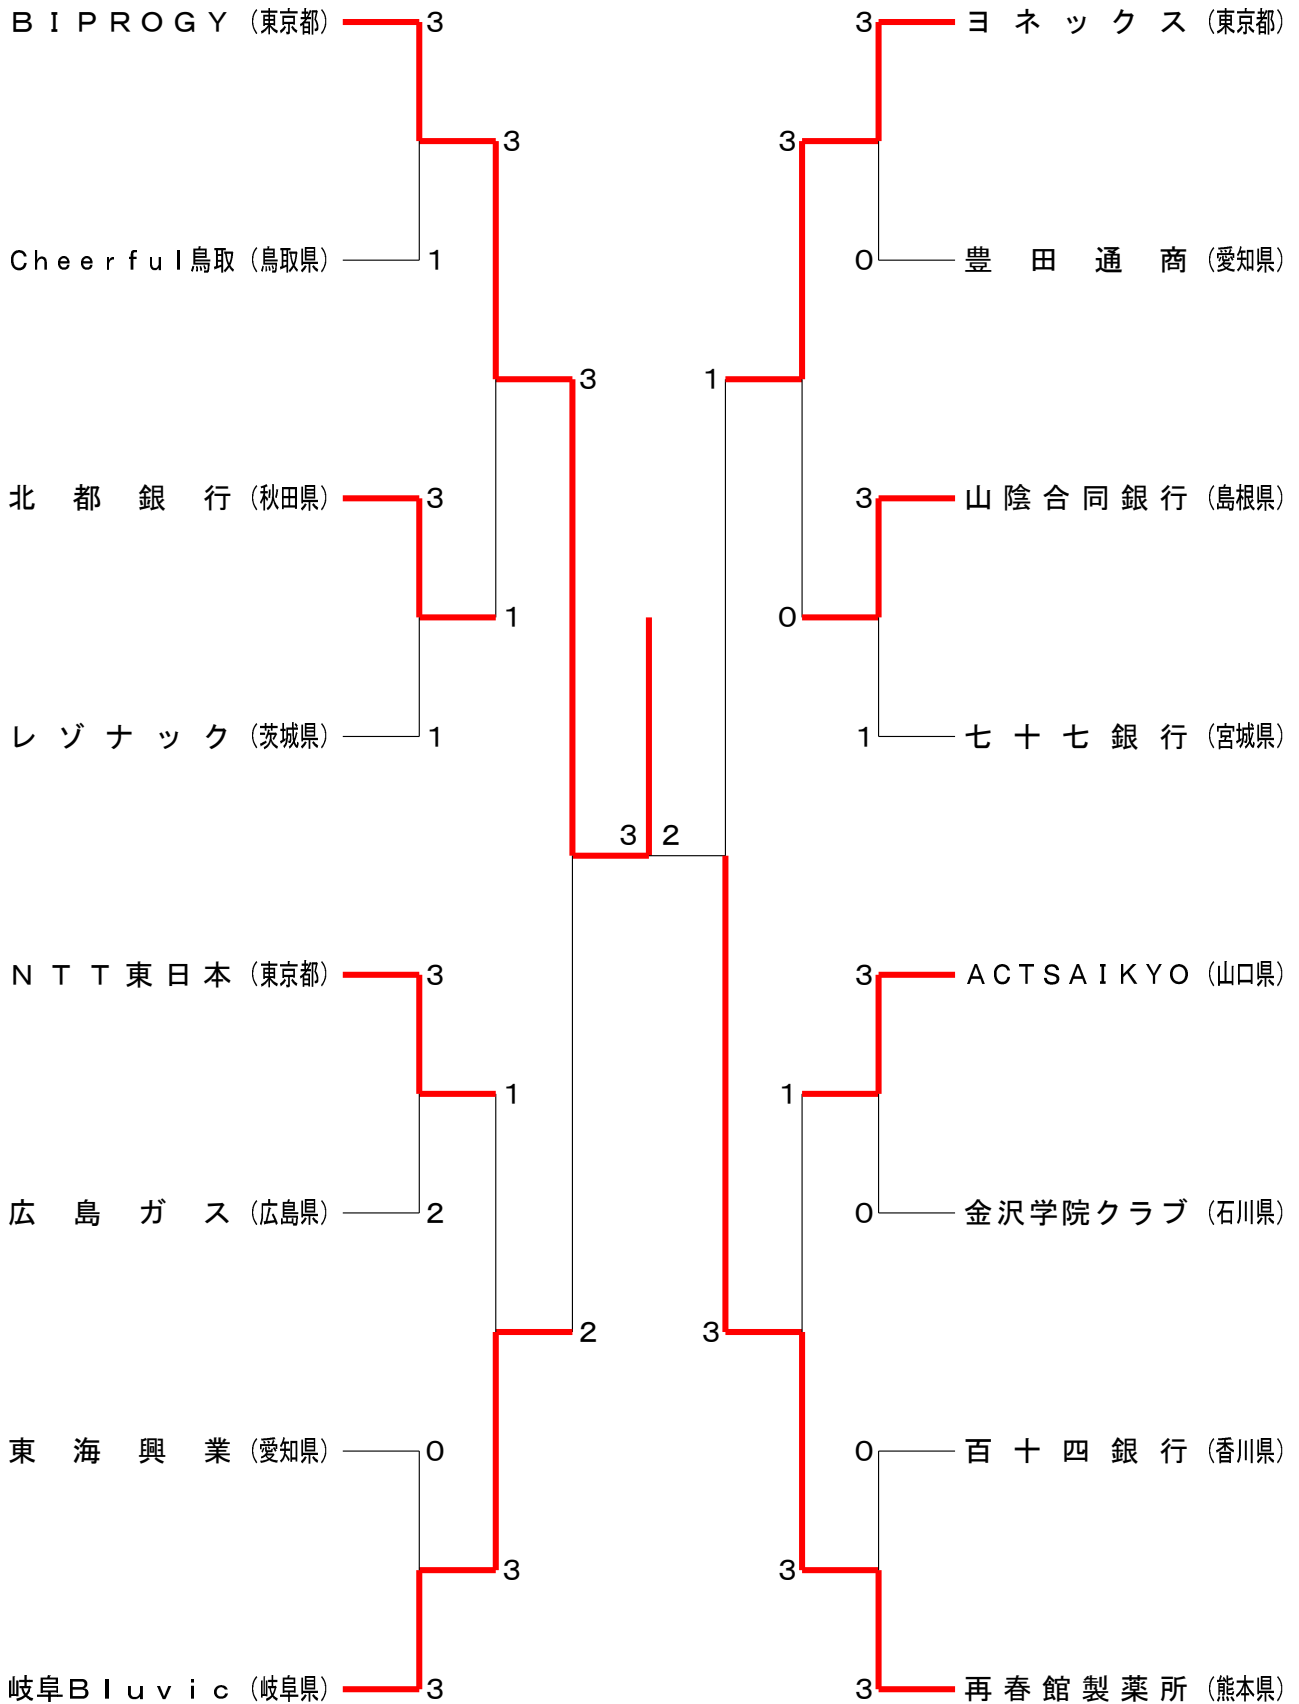 BIPROGY (東京都) 3 3 ヨネックス (東京都)
3 3
Cheerful鳥取 (鳥取県) 1 0 豊田通商 (愛知県)
3 1
北都銀行 (秋田県) 3 3 山陰合同銀行 (島根県)
1 0
レゾナック (茨城県) 1 1 七十七銀行 (宮城県)
3 2
NTT東日本 (東京都) 3 3 ACTSAIKYO (山口県)
1 1
広島ガス (広島県) 2 0 金沢学院クラブ (石川県)
2 3
東海興業 (愛知県) 0 0 百十四銀行 (香川県)
3 3
岐阜Bluvic (岐阜県) 3 3 再春館製薬所 (熊本県)